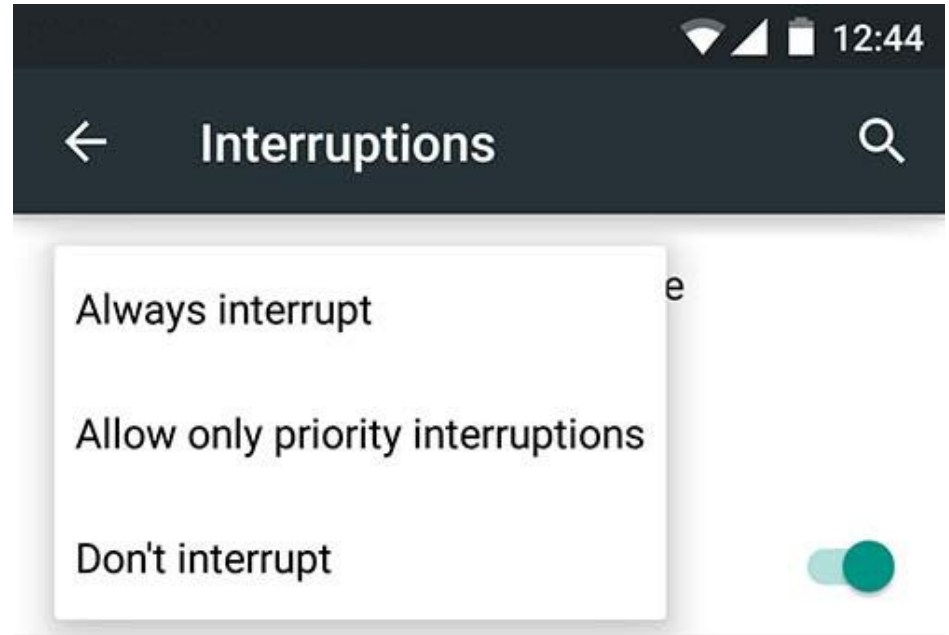 12:44
Interruptions
Always interrupt
e
Allow only priority interruptions
Don't interrupt